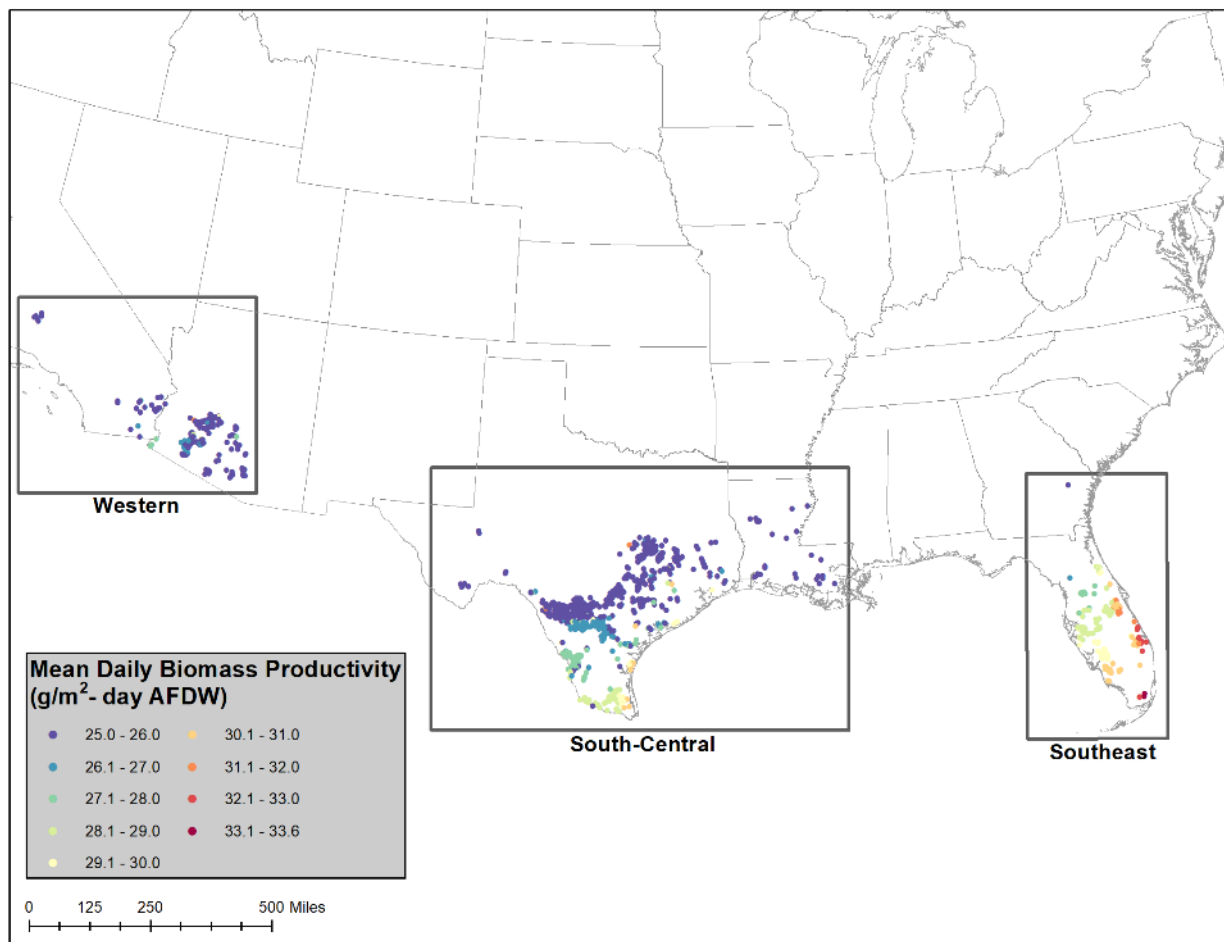 Western
South-Central
Southeast
Mean Daily Biomass Productivity
(g/m²- day AFDW)
25.0 - 26.0
30.1 - 31.0
26.1 - 27.0
31.1 - 32.0
27.1 - 28.0
32.1 - 33.0
28.1 - 29.0
33.1 - 33.6
29.1 - 30.0
0 125 250 500 Miles